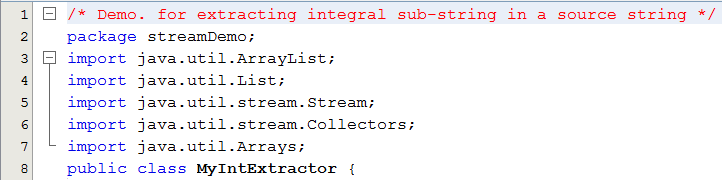 1 /* Demo. for extracting integral sub-string in a source string */
2 package streamDemo;
3 import java.util.ArrayList;
4 import java.util.List;
5 import java.util.stream.Stream;
6 import java.util.stream.Collectors;
7 import java.util.Arrays;
8 public class MyIntExtractor {